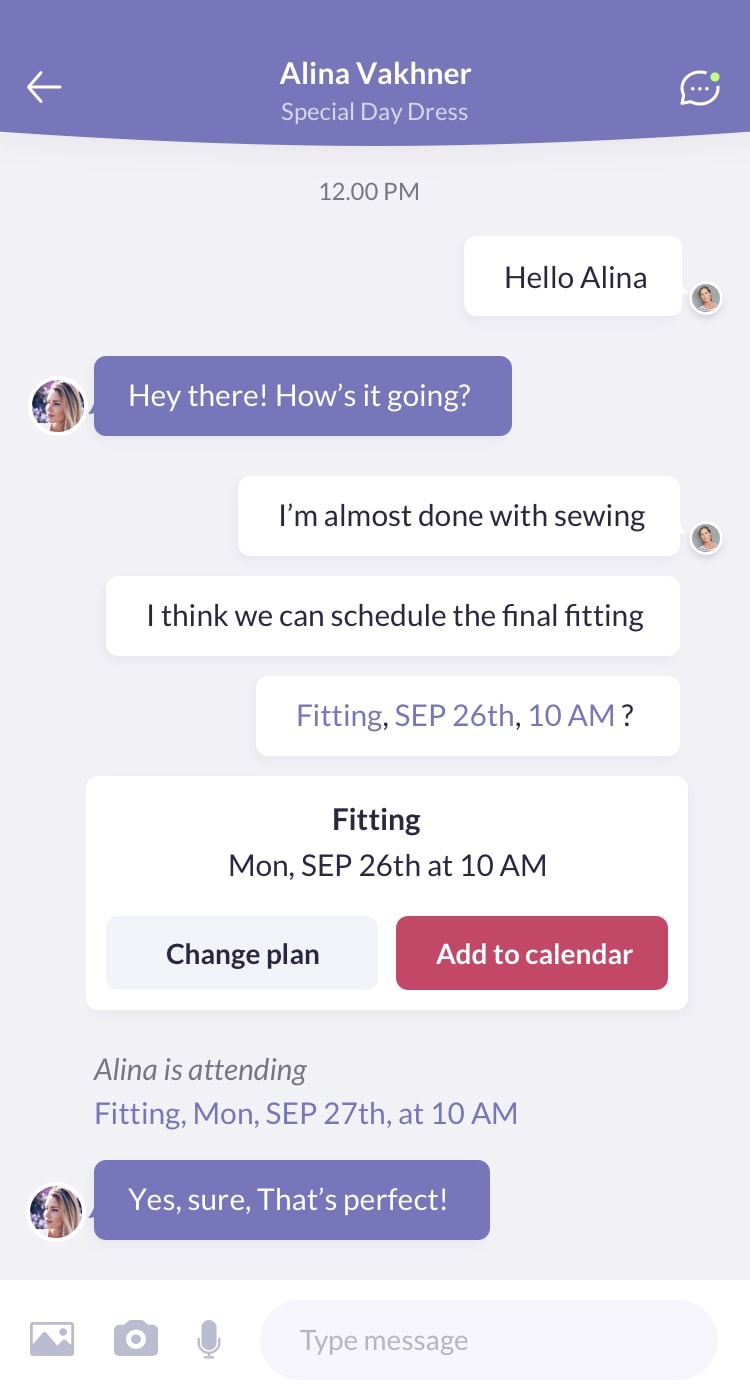 Alina Vakhner
Special Day Dress
12.00 PM
Hello Alina
Hey there! How’s it going?
I’m almost done with sewing
I think we can schedule the final fitting
Fitting, SEP 26th, 10 AM ?
Fitting
Mon, SEP 26th at 10 AM
Change plan
Add to calendar
Alina is attending
Fitting, Mon, SEP 27th, at 10 AM
Yes, sure, That’s perfect!
Type message